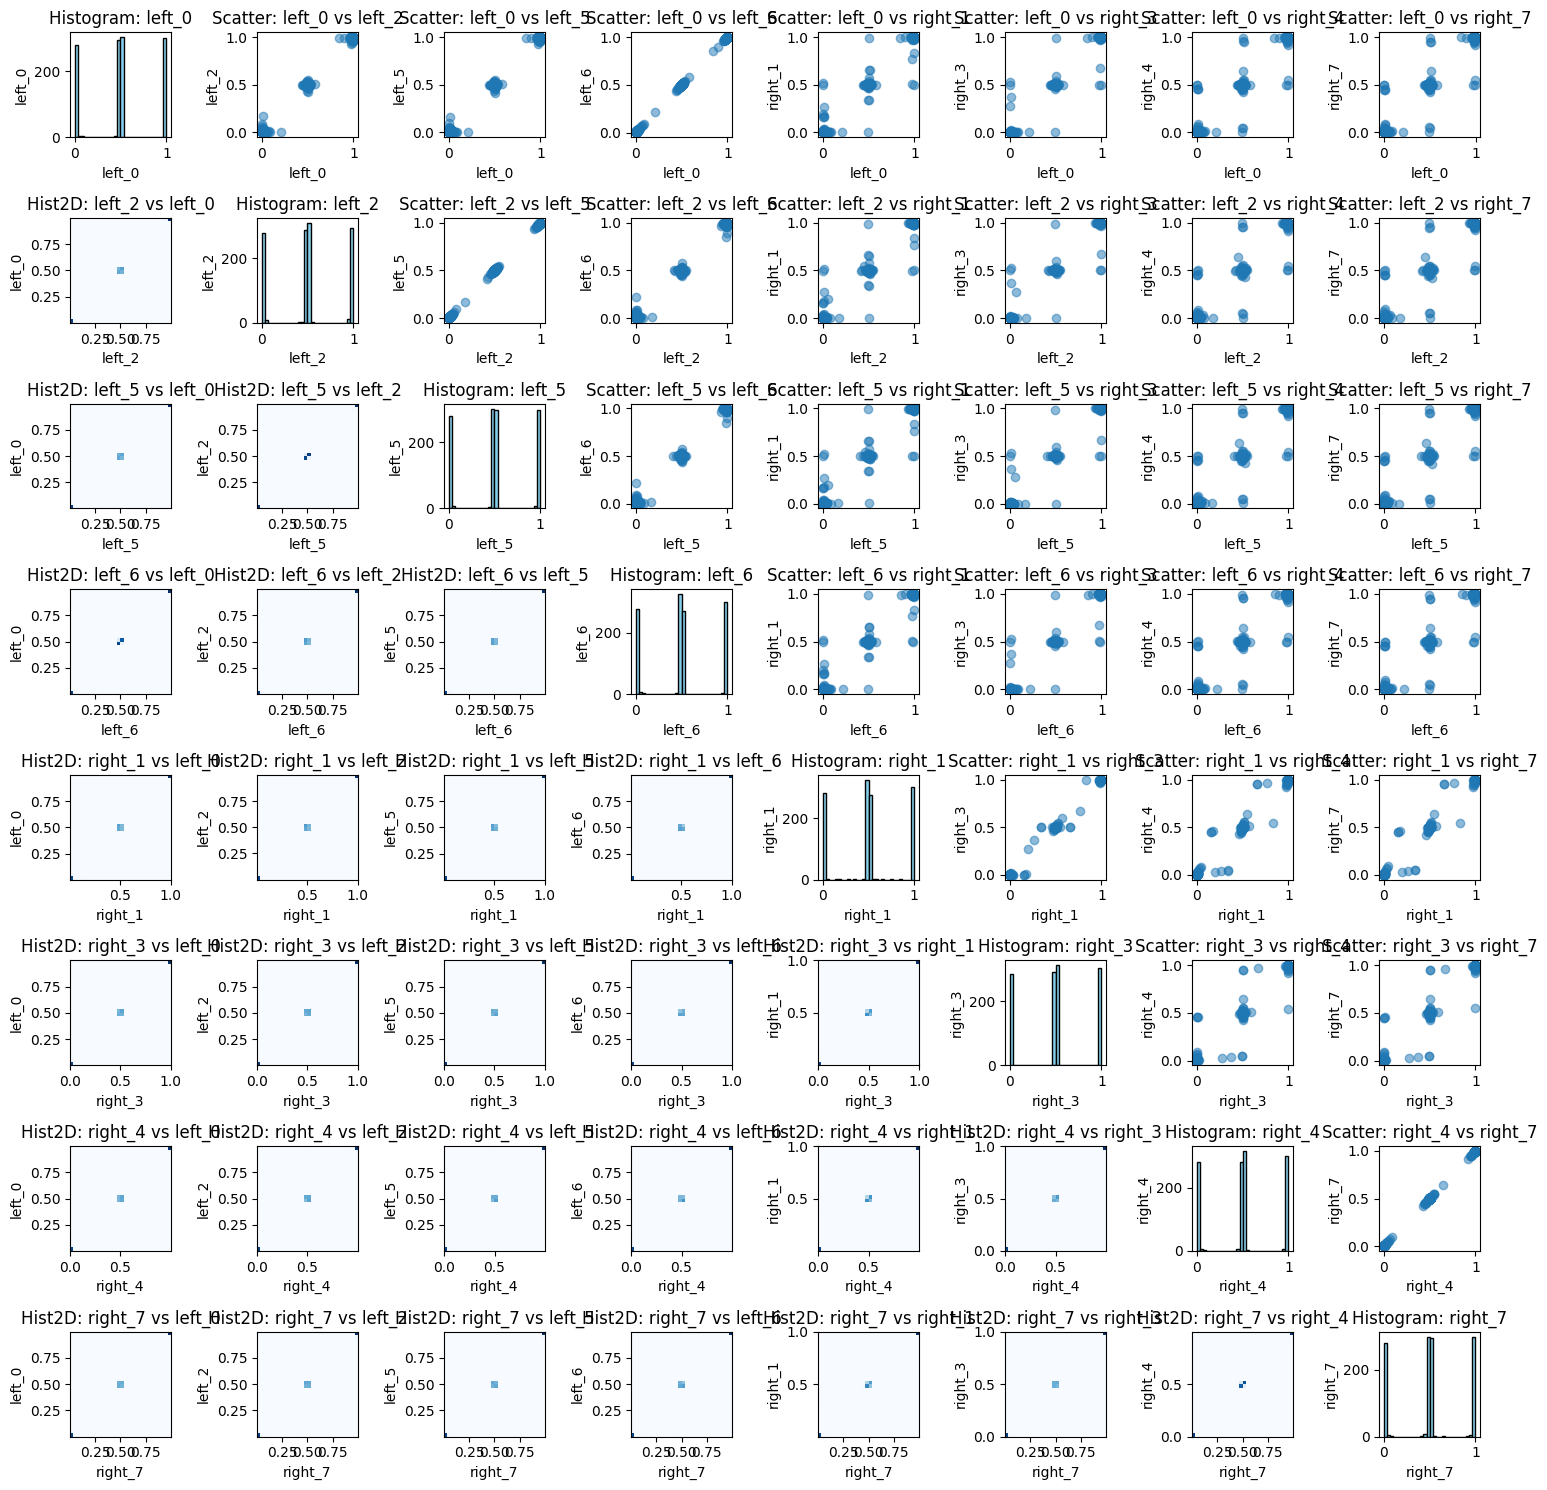 Histogram: left_0 Scatter: left_0 vs left_2 Scatter: left_0 vs left_5 Scatter: left_0 vs left_6 Scatter: left_0 vs right_1 Scatter: left_0 vs right_3 Scatter: left_0 vs right_4 Scatter: left_0 vs right_7
left_0 left_2 left_5 left_6 right_1 right_3 right_4 right_7
200 1.0 1.0 1.0 1.0 1.0 1.0 1.0
0.5 0.5 0.5 0.5 0.5 0.5 0.5
0 0.0 0.0 0.0 0.0 0.0 0.0 0.0
0 1 0 1 0 1 0 1 0 1 0 1 0 1 0 1
left_0 left_0 left_0 left_0 left_0 left_0 left_0 left_0
Hist2D: left_2 vs left_0 Histogram: left_2 Scatter: left_2 vs left_5 Scatter: left_2 vs left_6 Scatter: left_2 vs right_1 Scatter: left_2 vs right_3 Scatter: left_2 vs right_4 Scatter: left_2 vs right_7
left_0 left_2 left_5 left_6 right_1 right_3 right_4 right_7
0.75 200 1.0 1.0 1.0 1.0 1.0 1.0
0.50 0.5 0.5 0.5 0.5 0.5 0.5
0.25 0 0.0 0.0 0.0 0.0 0.0 0.0
0.25 0.50 0.75 0 1 0 1 0 1 0 1 0 1 0 1 0 1
left_2 left_2 left_2 left_2 left_2 left_2 left_2 left_2
Hist2D: left_5 vs left_0 Hist2D: left_5 vs left_2 Histogram: left_5 Scatter: left_5 vs left_6 Scatter: left_5 vs right_1 Scatter: left_5 vs right_3 Scatter: left_5 vs right_4 Scatter: left_5 vs right_7
left_0 left_2 left_5 left_6 right_1 right_3 right_4 right_7
0.75 0.75 200 1.0 1.0 1.0 1.0 1.0
0.50 0.50 0.5 0.5 0.5 0.5 0.5
0.25 0.25 0 0.0 0.0 0.0 0.0 0.0
0.25 0.50 0.75 0.25 0.50 0.75 0 1 0 1 0 1 0 1 0 1 0 1
left_5 left_5 left_5 left_5 left_5 left_5 left_5 left_5
Hist2D: left_6 vs left_0 Hist2D: left_6 vs left_2 Hist2D: left_6 vs left_5 Histogram: left_6 Scatter: left_6 vs right_1 Scatter: left_6 vs right_3 Scatter: left_6 vs right_4 Scatter: left_6 vs right_7
left_0 left_2 left_5 left_6 right_1 right_3 right_4 right_7
0.75 0.75 0.75 200 1.0 1.0 1.0 1.0
0.50 0.50 0.50 0.5 0.5 0.5 0.5
0.25 0.25 0.25 0 0.0 0.0 0.0 0.0
0.25 0.50 0.75 0.25 0.50 0.75 0.25 0.50 0.75 0 1 0 1 0 1 0 1 0 1
left_6 left_6 left_6 left_6 left_6 left_6 left_6 left_6
Hist2D: right_1 vs left_0 Hist2D: right_1 vs left_2 Hist2D: right_1 vs left_5 Hist2D: right_1 vs left_6 Histogram: right_1 Scatter: right_1 vs right_3 Scatter: right_1 vs right_4 Scatter: right_1 vs right_7
left_0 left_2 left_5 left_6 right_1 right_3 right_4 right_7
0.75 0.75 0.75 0.75 200 1.0 1.0 1.0
0.50 0.50 0.50 0.50 0.5 0.5 0.5
0.25 0.25 0.25 0.25 0 0.0 0.0 0.0
0.5 1.0 0.5 1.0 0.5 1.0 0.5 1.0 0 1 0 1 0 1 0 1
right_1 right_1 right_1 right_1 right_1 right_1 right_1 right_1
Hist2D: right_3 vs left_0 Hist2D: right_3 vs left_2 Hist2D: right_3 vs left_5 Hist2D: right_3 vs left_6 Hist2D: right_3 vs right_1 Histogram: right_3 Scatter: right_3 vs right_4 Scatter: right_3 vs right_7
left_0 left_2 left_5 left_6 right_1 right_3 right_4 right_7
0.75 0.75 0.75 0.75 1.0 200 1.0 1.0
0.50 0.50 0.50 0.50 0.5 0.5 0.5
0.25 0.25 0.25 0.25 0 0.0 0.0
0.0 0.5 1.0 0.0 0.5 1.0 0.0 0.5 1.0 0.0 0.5 1.0 0.0 0.5 1.0 0 1 0 1 0 1
right_3 right_3 right_3 right_3 right_3 right_3 right_3 right_3
Hist2D: right_4 vs left_0 Hist2D: right_4 vs left_2 Hist2D: right_4 vs left_5 Hist2D: right_4 vs left_6 Hist2D: right_4 vs right_1 Hist2D: right_4 vs right_3 Histogram: right_4 Scatter: right_4 vs right_7
left_0 left_2 left_5 left_6 right_1 right_3 right_4 right_7
0.75 0.75 0.75 0.75 200 1.0
0.50 0.50 0.50 0.50 0.5 0.5 0.5
0.25 0.25 0.25 0.25 0.0 0 0.0
0.0 0.5 0.0 0.5 0.0 0.5 0.0 0.5 0.0 0.5 0.0 0.5 0 1 0 1
right_4 right_4 right_4 right_4 right_4 right_4 right_4 right_4
Hist2D: right_7 vs left_0 Hist2D: right_7 vs left_2 Hist2D: right_7 vs left_5 Hist2D: right_7 vs left_6 Hist2D: right_7 vs right_1 Hist2D: right_7 vs right_3 Hist2D: right_7 vs right_4 Histogram: right_7
left_0 left_2 left_5 left_6 right_1 right_3 right_4 right_7
0.75 0.75 0.75 0.75 1.0 1.0 200
0.50 0.50 0.50 0.50 0.5 0.5 0.5
0.25 0.25 0.25 0.25 0.0 0.0 0
0.25 0.50 0.75 0.25 0.50 0.75 0.25 0.50 0.75 0.25 0.50 0.75 0.25 0.50 0.75 0.25 0.50 0.75 0.25 0.50 0.75 0 1
right_7 right_7 right_7 right_7 right_7 right_7 right_7 right_7